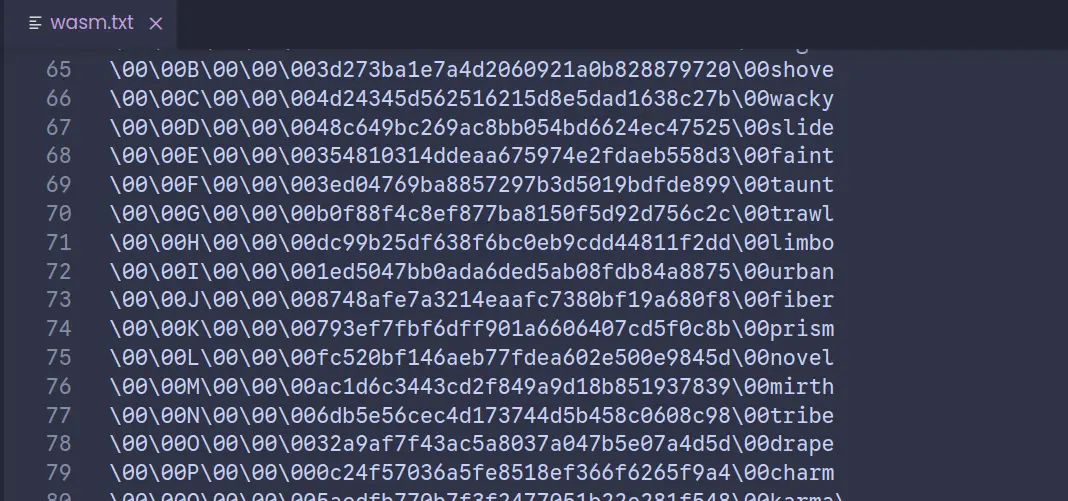 wasm.txt
65 \00\00B\00\00\003d273ba1e7a4d2060921a0b828879720\00shove
66 \00\00C\00\00\004d24345d562516215d8e5dad1638c27b\00wacky
67 \00\00D\00\00\0048c649bc269ac8bb054bd6624ec47525\00slide
68 \00\00E\00\00\00354810314ddeaa675974e2fdaeb558d3\00faint
69 \00\00F\00\00\003ed04769ba8857297b3d5019bdfde899\00taunt
70 \00\00G\00\00\00b0f88f4c8ef877ba8150f5d92d756c2c\00trawl
71 \00\00H\00\00\00dc99b25df638f6bc0eb9cdd44811f2dd\00limbo
72 \00\00I\00\00\001ed5047bb0ada6ded5ab08fdb84a8875\00urban
73 \00\00J\00\00\008748afe7a3214eaafc7380bf19a680f8\00fiber
74 \00\00K\00\00\00793ef7fbf6dff901a6606407cd5f0c8b\00prism
75 \00\00L\00\00\00fc520bf146aeb77fdea602e500e9845d\00novel
76 \00\00M\00\00\00ac1d6c3443cd2f849a9d18b851937839\00mirth
77 \00\00N\00\00\006db5e56cec4d173744d5b458c0608c98\00tribe
78 \00\00O\00\00\0032a9af7f43ac5a8037a047b5e07a4d5d\00drape
79 \00\00P\00\00\000c24f57036a5fe8518ef366f6265f9a4\00charm